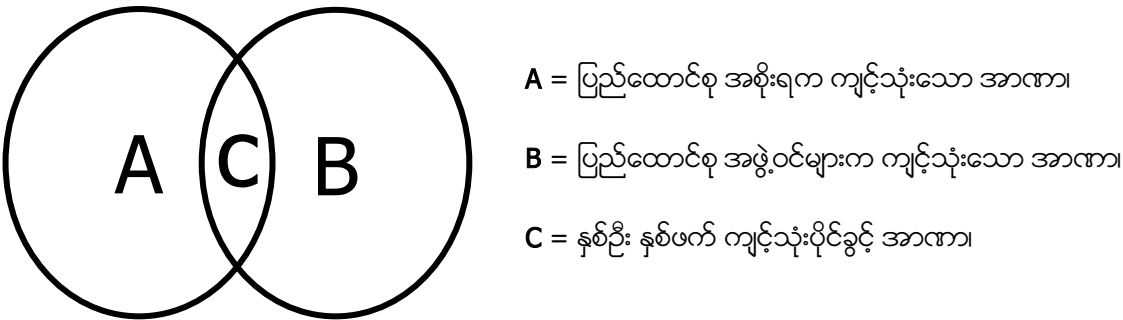 A
C
B
A = ပြည်ထောင်စု အစိုးရက ကျင့်သုံးသော အာဏာ၊
B = ပြည်ထောင်စု အဖွဲ့ဝင်များက ကျင့်သုံးသော အာဏာ၊
C = နှစ်ဦး နှစ်ဖက် ကျင့်သုံးပိုင်ခွင့် အာဏာ၊